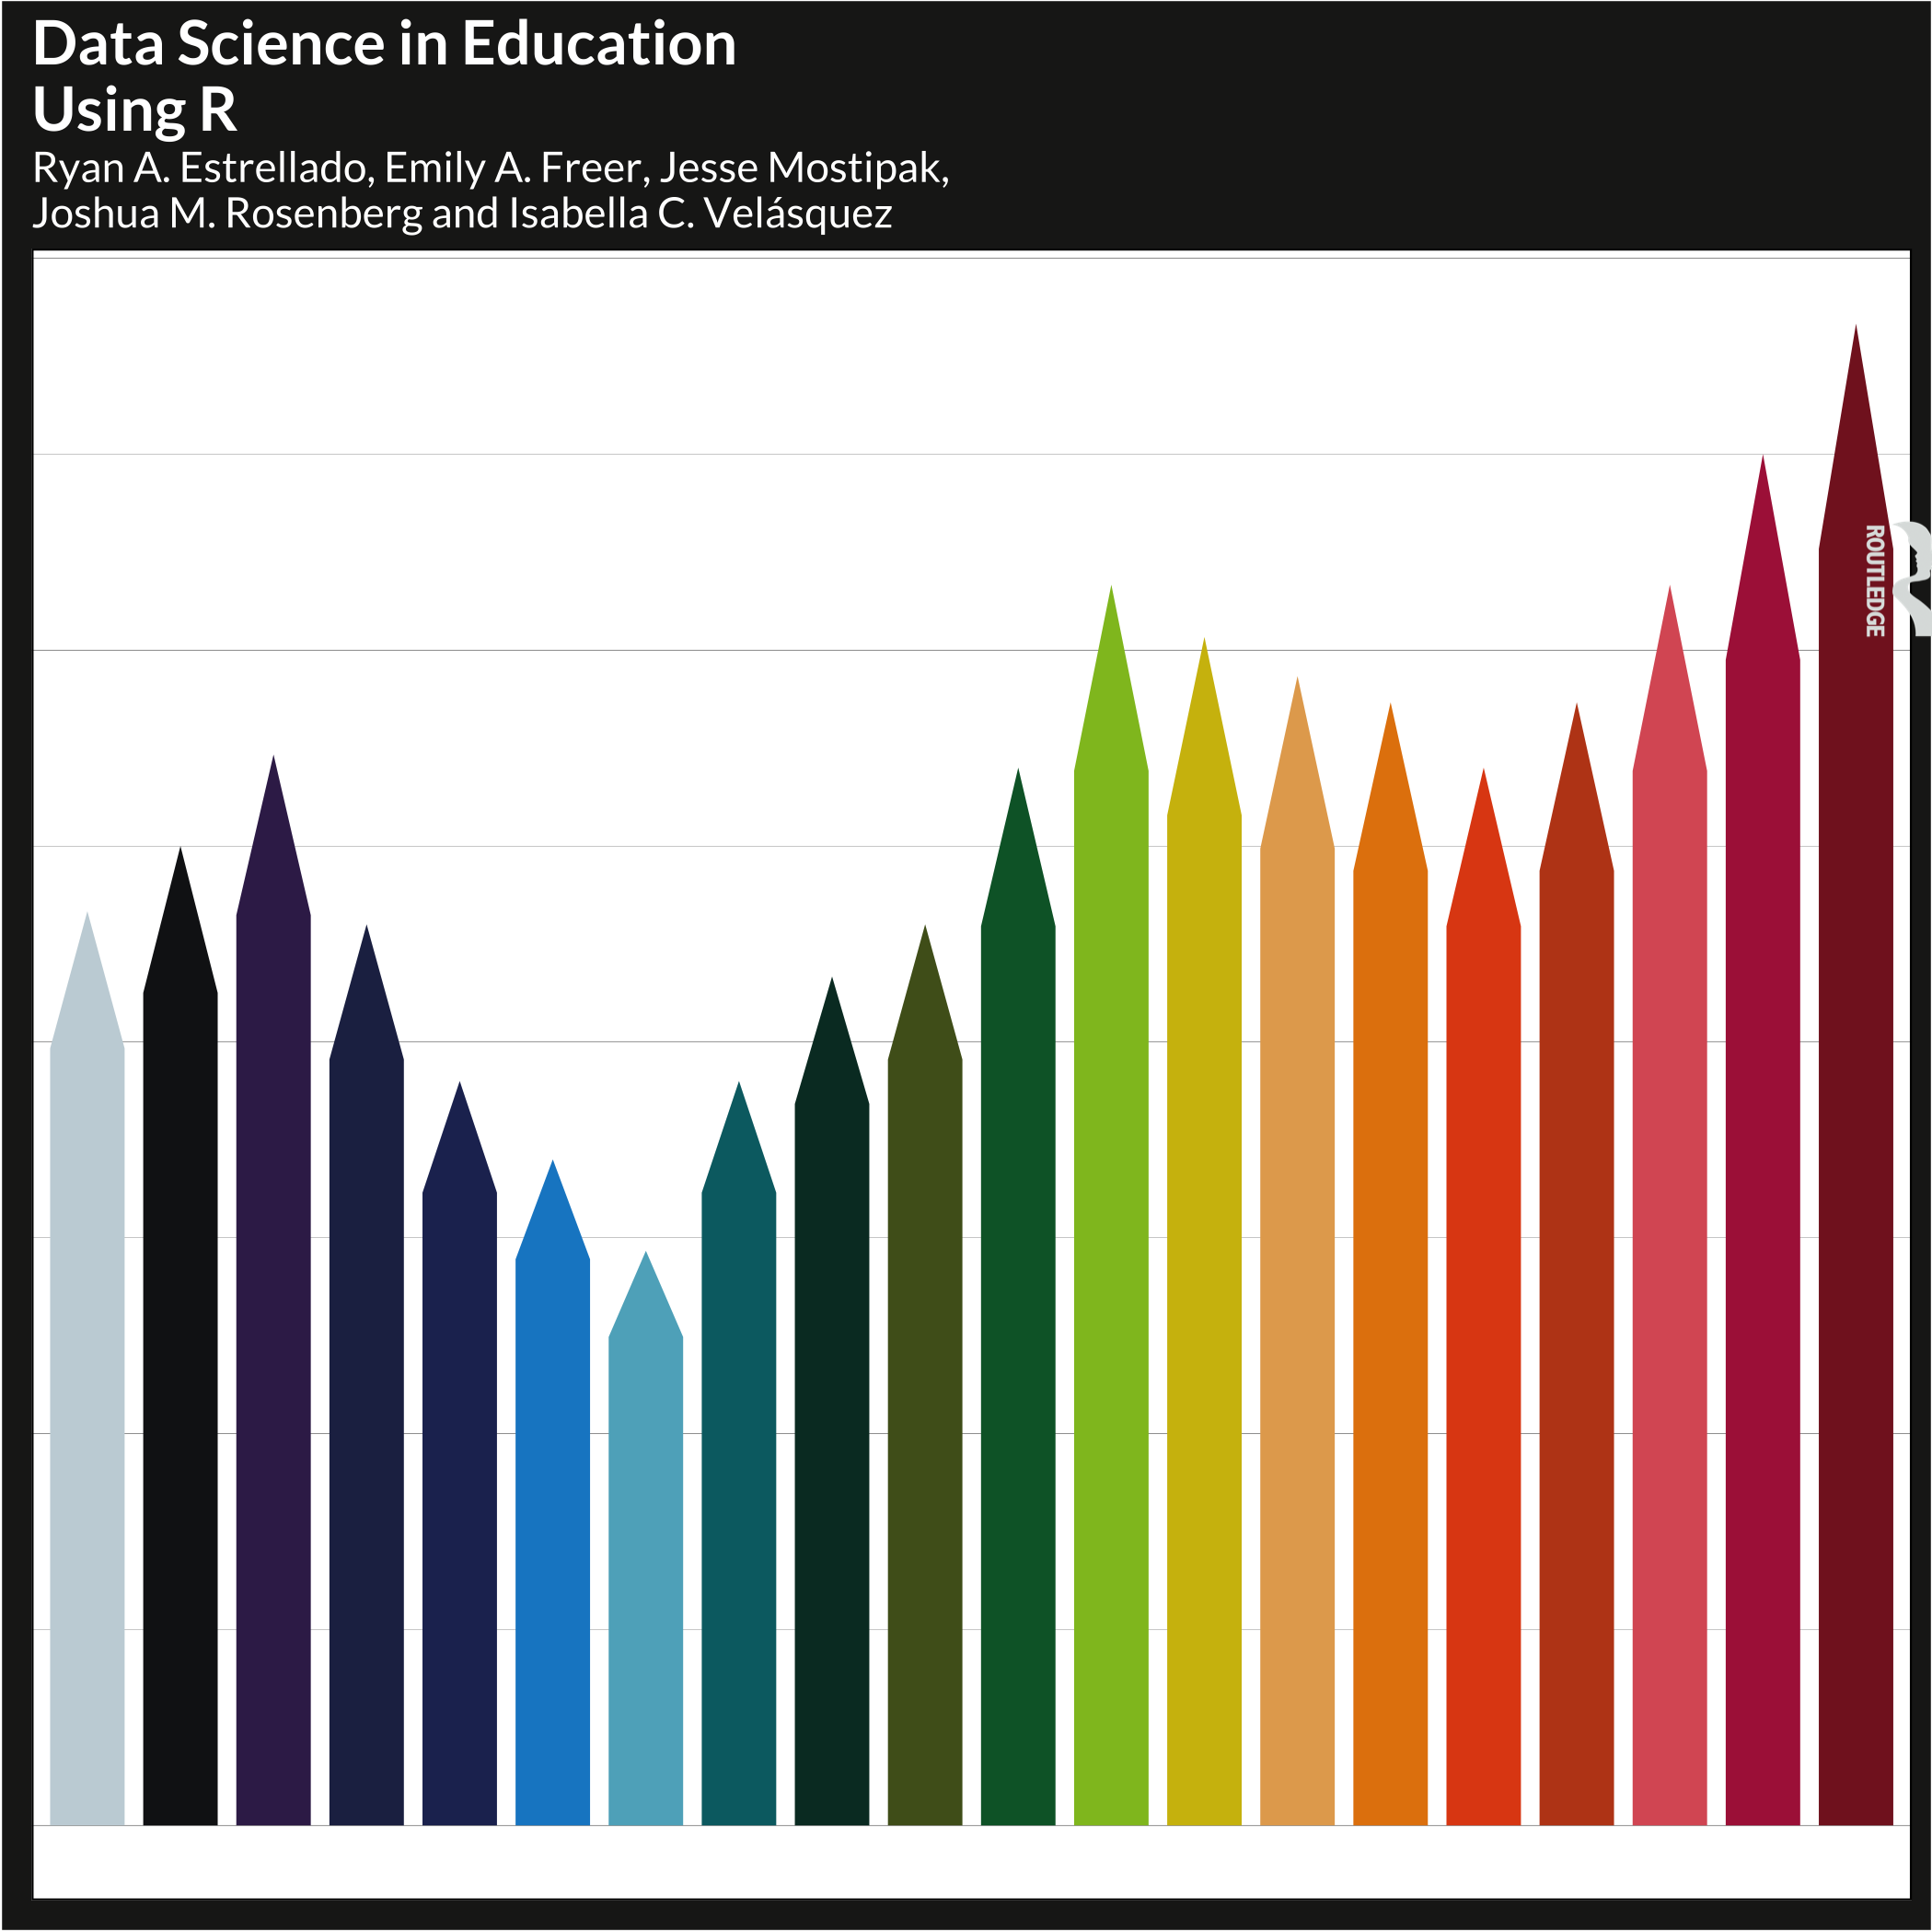 Data Science in Education
Using R
Ryan A. Estrellado, Emily A. Freer, Jesse Mostipak,
Joshua M. Rosenberg and Isabella C. Velásquez
ROUTLEDGE